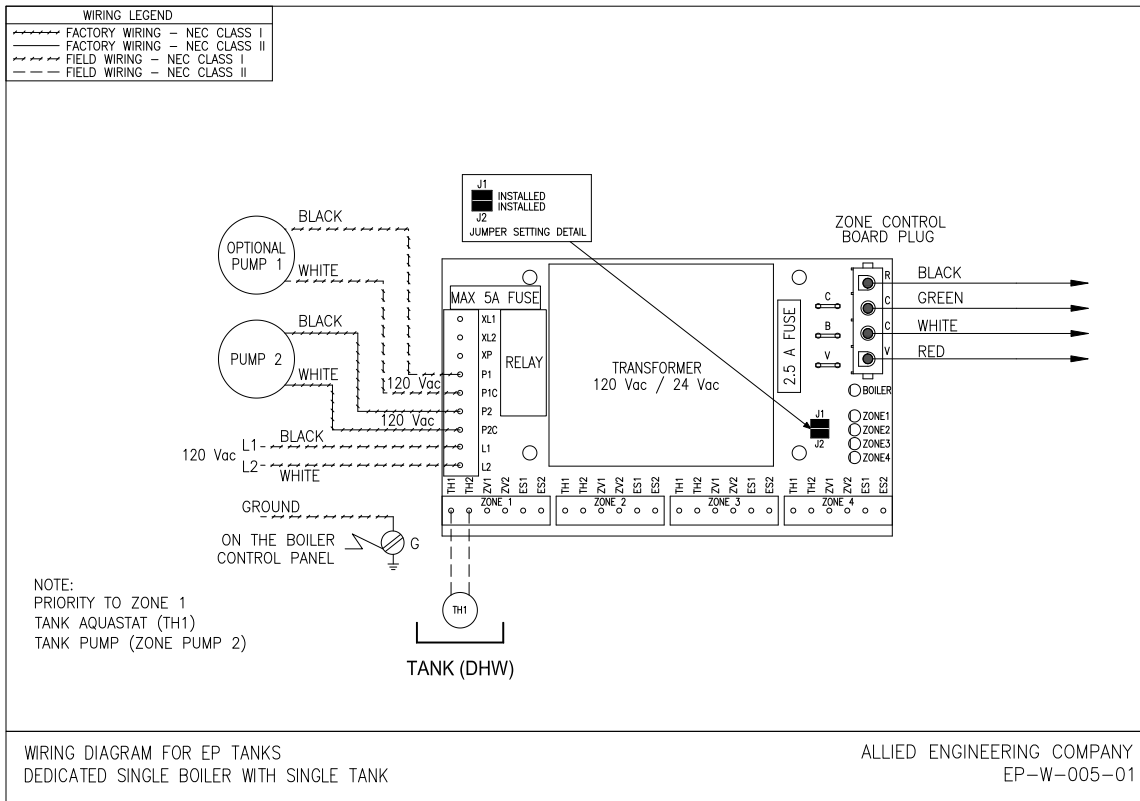 WIRING LEGEND
FACTORY WIRING – NEC CLASS I
FACTORY WIRING – NEC CLASS II
FIELD WIRING – NEC CLASS I
FIELD WIRING – NEC CLASS II
J1
INSTALLED
INSTALLED
J2
JUMPER SETTING DETAIL
ZONE CONTROL
BOARD PLUG
BLACK
OPTIONAL
PUMP 1
WHITE
BLACK
PUMP 2
WHITE
120 Vac
120 Vac
120 Vac
L1
BLACK
L2
WHITE
GROUND
ON THE BOILER
CONTROL PANEL
G
MAX 5A FUSE
XL1
XL2
XP
P1
P1C
P2
P2C
L1
L2
RELAY
TRANSFORMER
120 Vac / 24 Vac
2.5 A FUSE
C
B
V
R
C
C
V
BLACK
GREEN
WHITE
RED
BOILER
J1
J2
ZONE1
ZONE2
ZONE3
ZONE4
TH1 TH2 ZV1 ZV2 ES1 ES2
ZONE 1
TH1 TH2 ZV1 ZV2 ES1 ES2
ZONE 2
TH1 TH2 ZV1 ZV2 ES1 ES2
ZONE 3
TH1 TH2 ZV1 ZV2 ES1 ES2
ZONE 4
TH1
TANK (DHW)
NOTE:
PRIORITY TO ZONE 1
TANK AQUASTAT (TH1)
TANK PUMP (ZONE PUMP 2)
WIRING DIAGRAM FOR EP TANKS
DEDICATED SINGLE BOILER WITH SINGLE TANK
ALLIED ENGINEERING COMPANY
EP–W–005–01